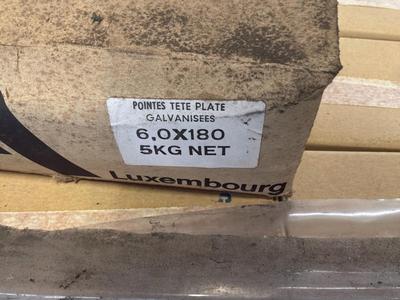 POINTES TETE PLATE
GALVANISEES
6,0X180
5KG NET
Luxembourg